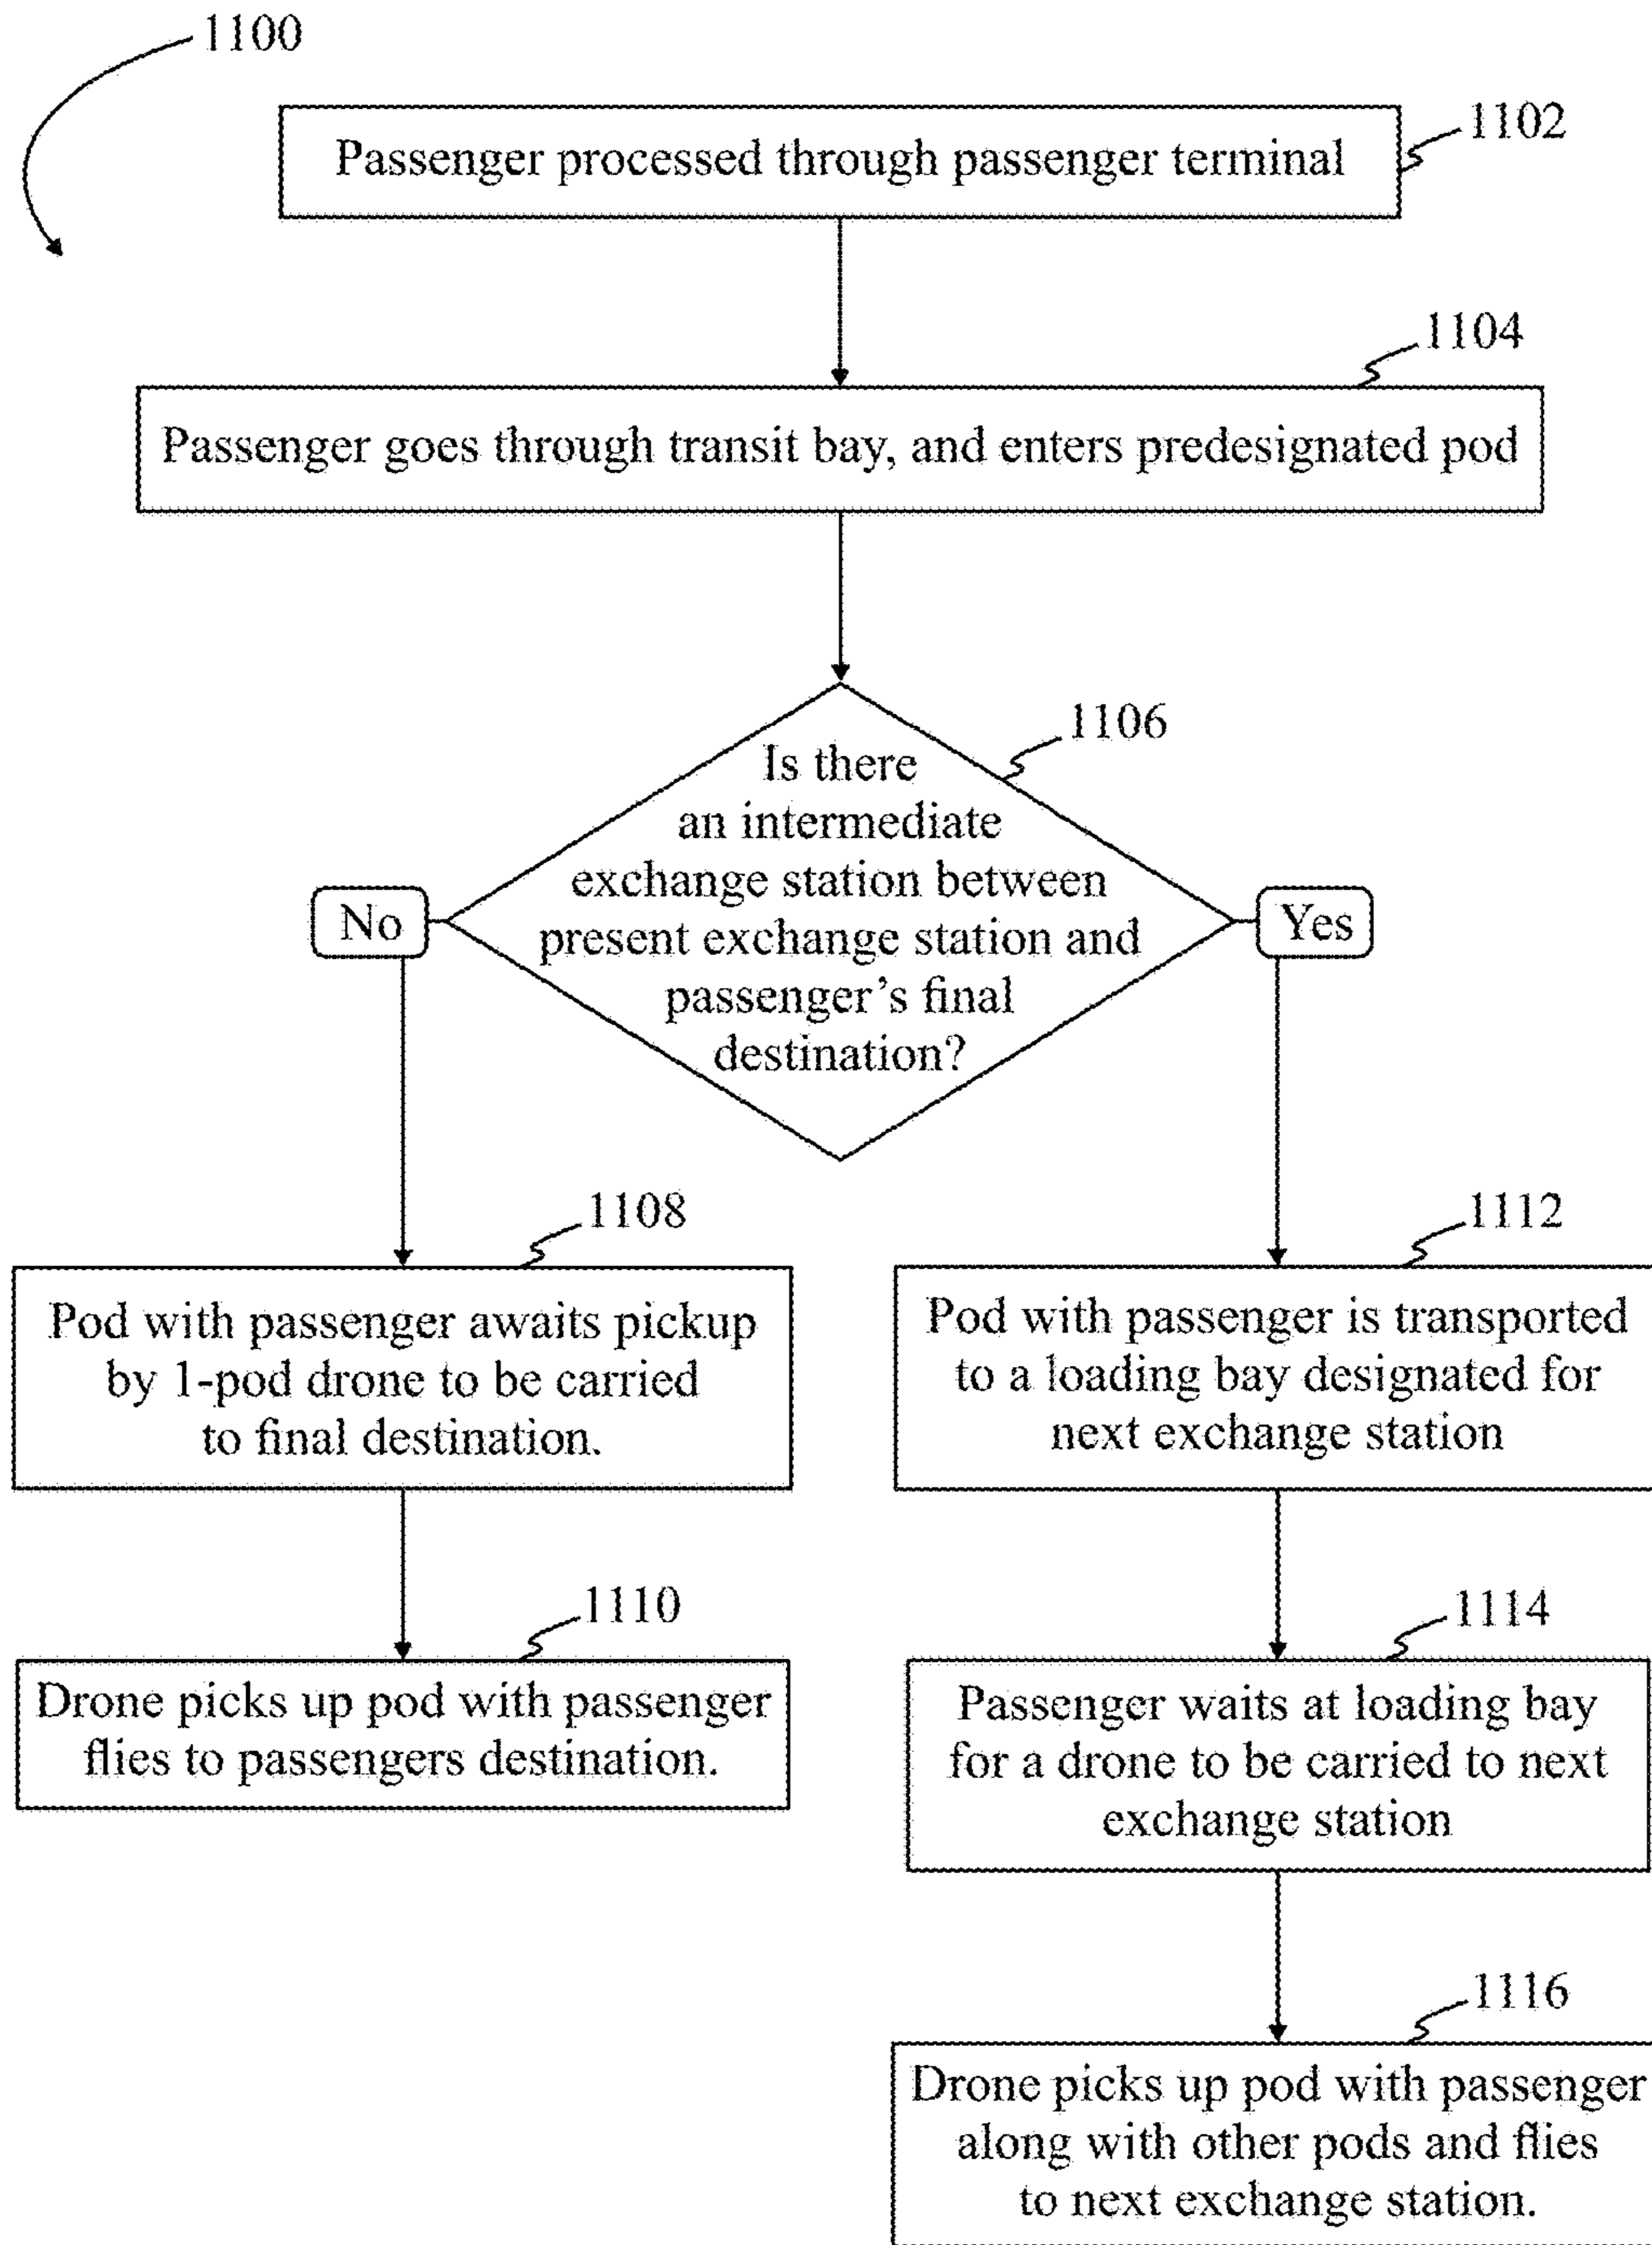 1100
1102
Passenger processed through passenger terminal
1104
Passenger goes through transit bay, and enters predesignated pod
1106
Is there
an intermediate
exchange station between
present exchange station and
passenger’s final
destination?
No
Yes
1108
Pod with passenger awaits pickup
by 1-pod drone to be carried
to final destination.
1110
Drone picks up pod with passenger
flies to passengers destination.
1112
Pod with passenger is transported
to a loading bay designated for
next exchange station
1114
Passenger waits at loading bay
for a drone to be carried to next
exchange station
1116
Drone picks up pod with passenger
along with other pods and flies
to next exchange station.